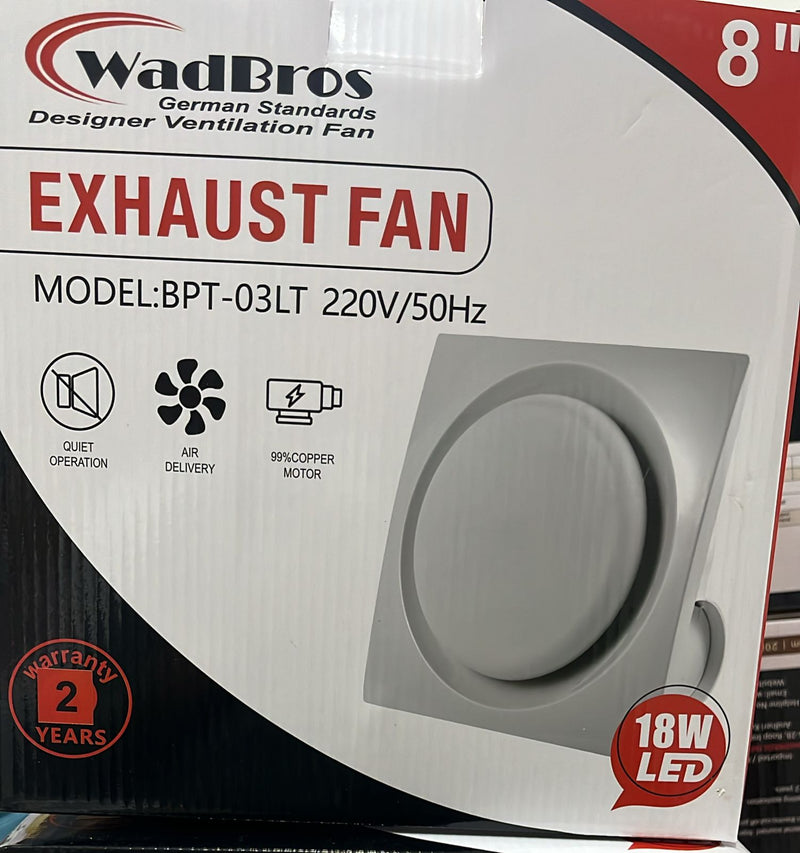 WadBros
German Standards
Designer Ventilation Fan
8"
EXHAUST FAN
MODEL:BPT-03LT 220V/50Hz
QUIET
OPERATION
AIR
DELIVERY
99%COPPER
MOTOR
warranty
2
YEARS
18W
LED